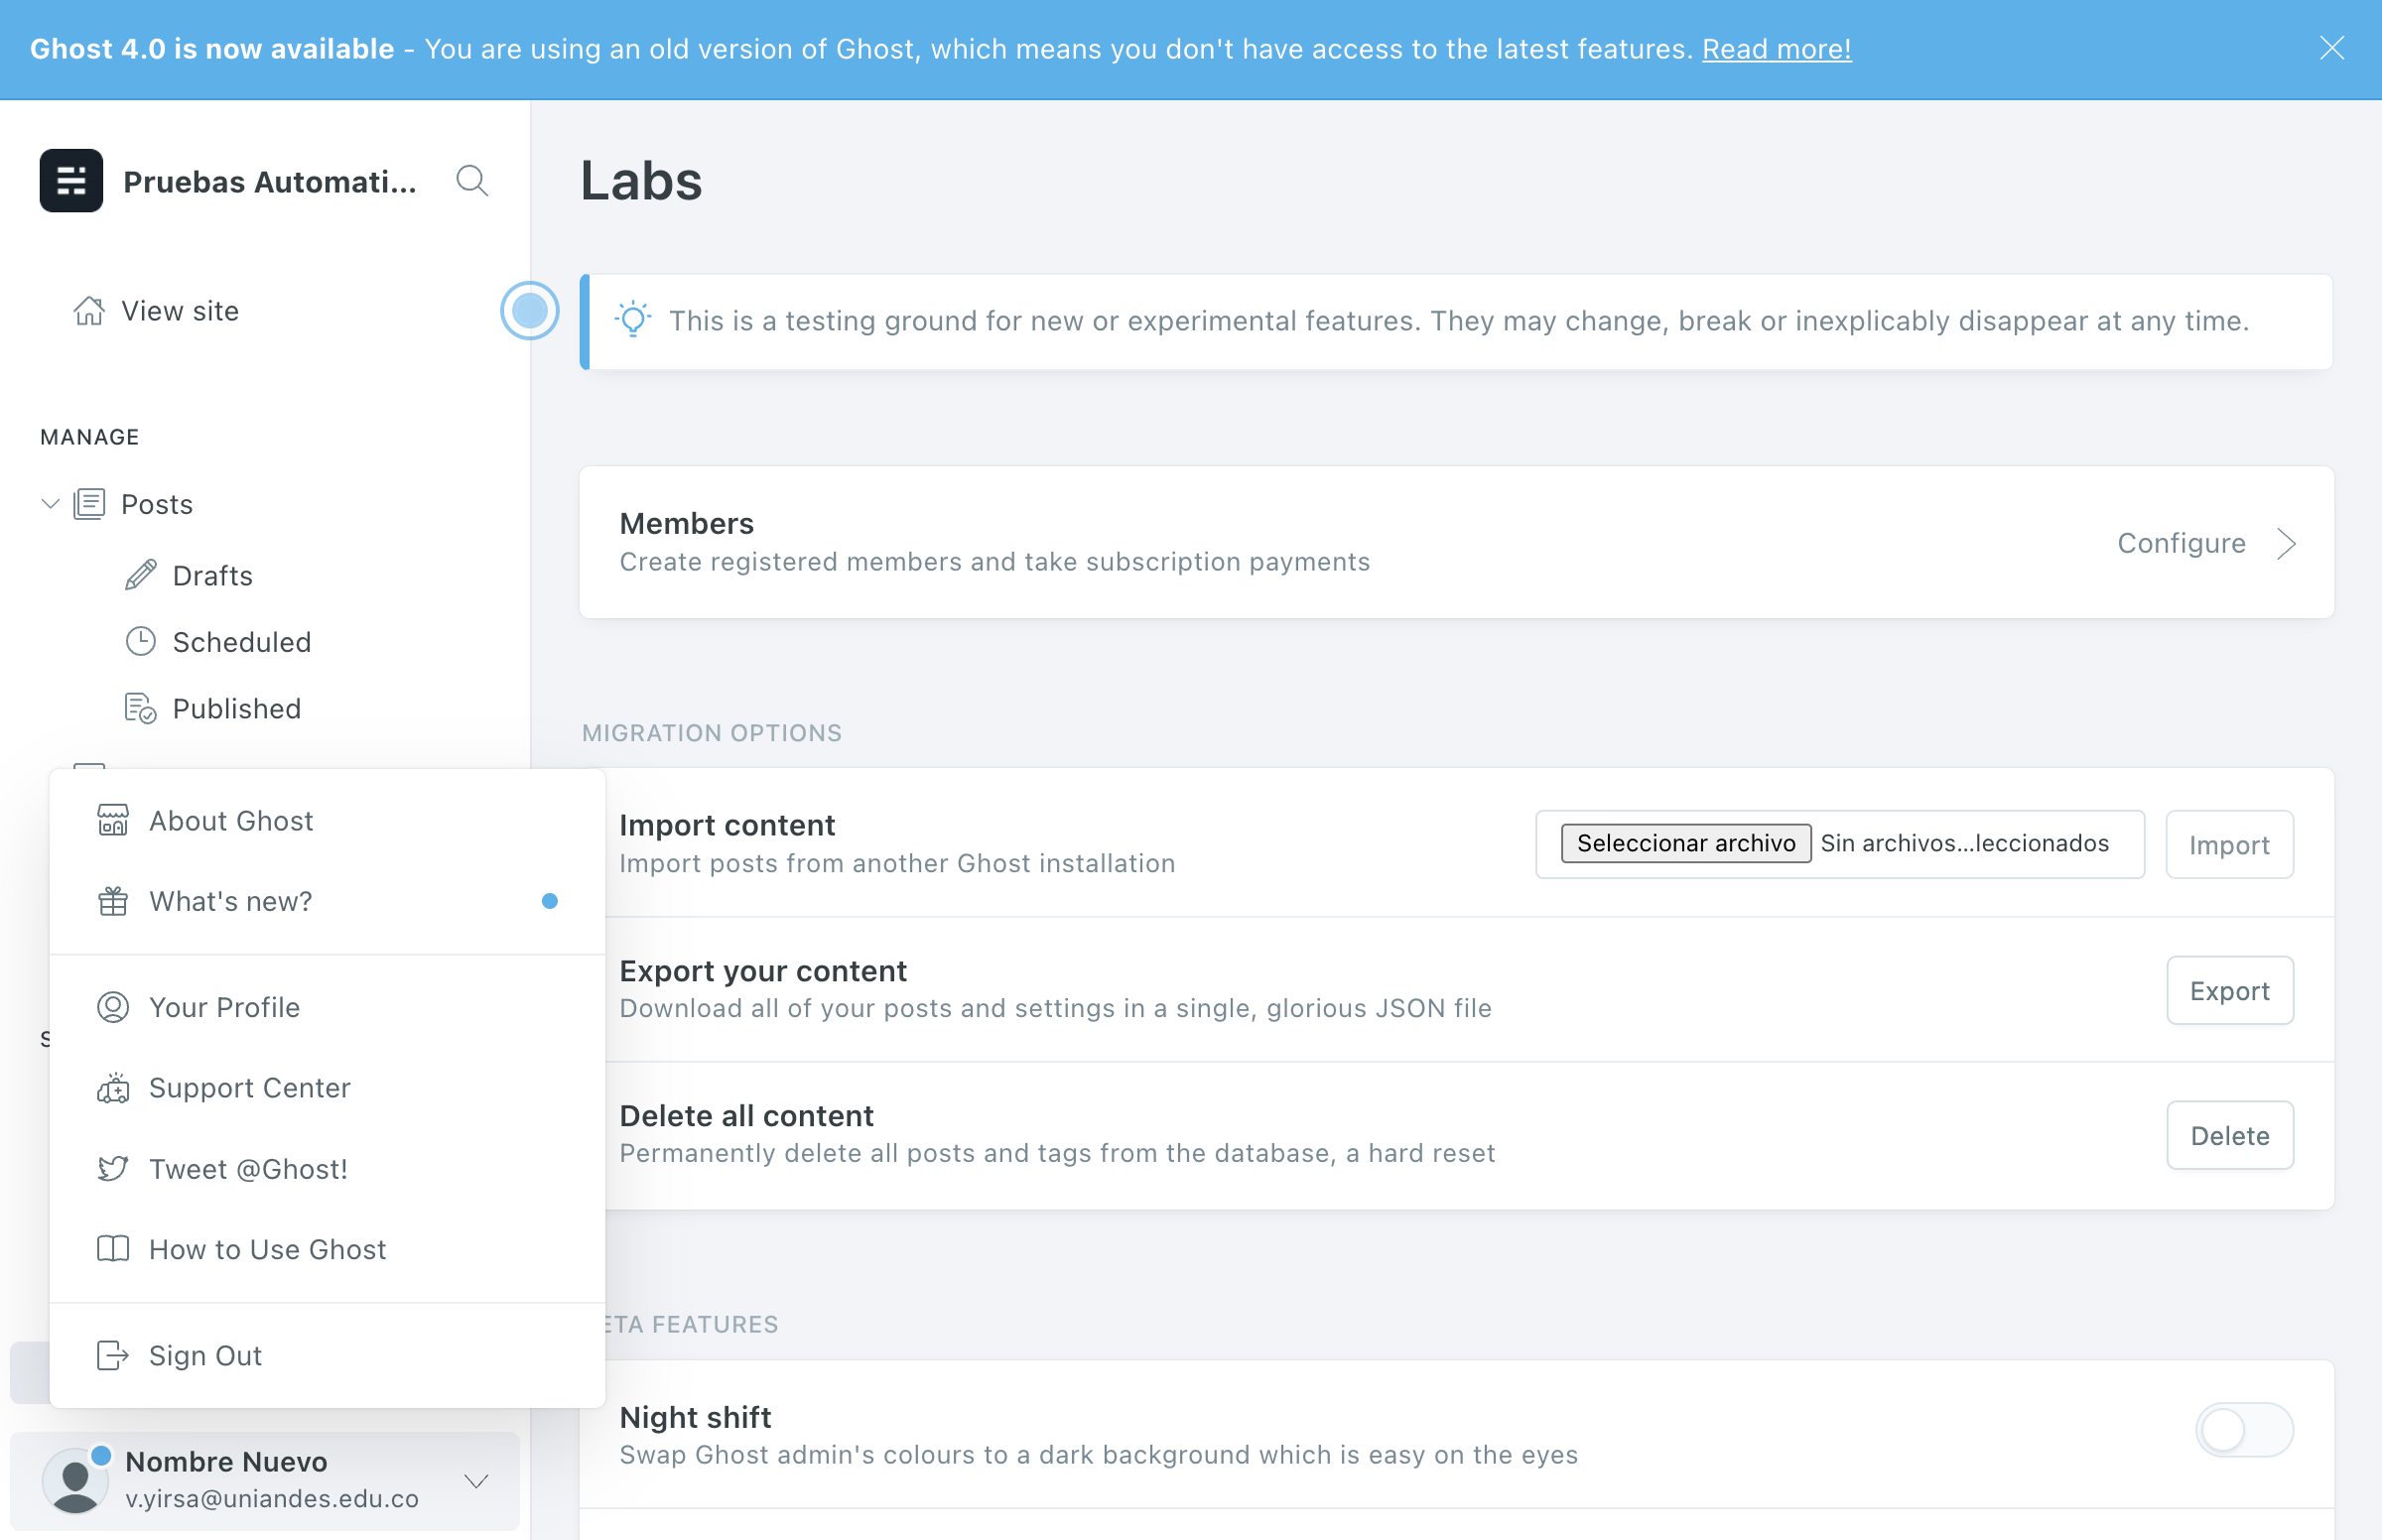 Ghost 4.0 is now available - You are using an old version of Ghost, which means you don't have access to the latest features. Read more!
Pruebas Automati...
View site
MANAGE
Posts
Drafts
Scheduled
Published
S
About Ghost
What's new?
Your Profile
Support Center
Tweet @Ghost!
How to Use Ghost
Sign Out
Nombre Nuevo
v.yirsa@uniandes.edu.co
Labs
This is a testing ground for new or experimental features. They may change, break or inexplicably disappear at any time.
Members
Create registered members and take subscription payments
Configure
MIGRATION OPTIONS
Import content
Import posts from another Ghost installation
Seleccionar archivo Sin archivos...leccionados
Import
Export your content
Download all of your posts and settings in a single, glorious JSON file
Export
Delete all content
Permanently delete all posts and tags from the database, a hard reset
Delete
ETA FEATURES
Night shift
Swap Ghost admin's colours to a dark background which is easy on the eyes